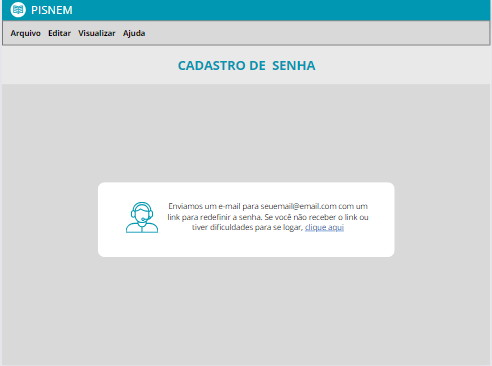 PISNEM
Arquivo Editar Visualizar Ajuda
CADASTRO DE SENHA
Enviamos um e-mail para seuemail@email.com com um
link para redefinir a senha. Se você não receber o link ou
tiver dificuldades para se logar, clique aqui